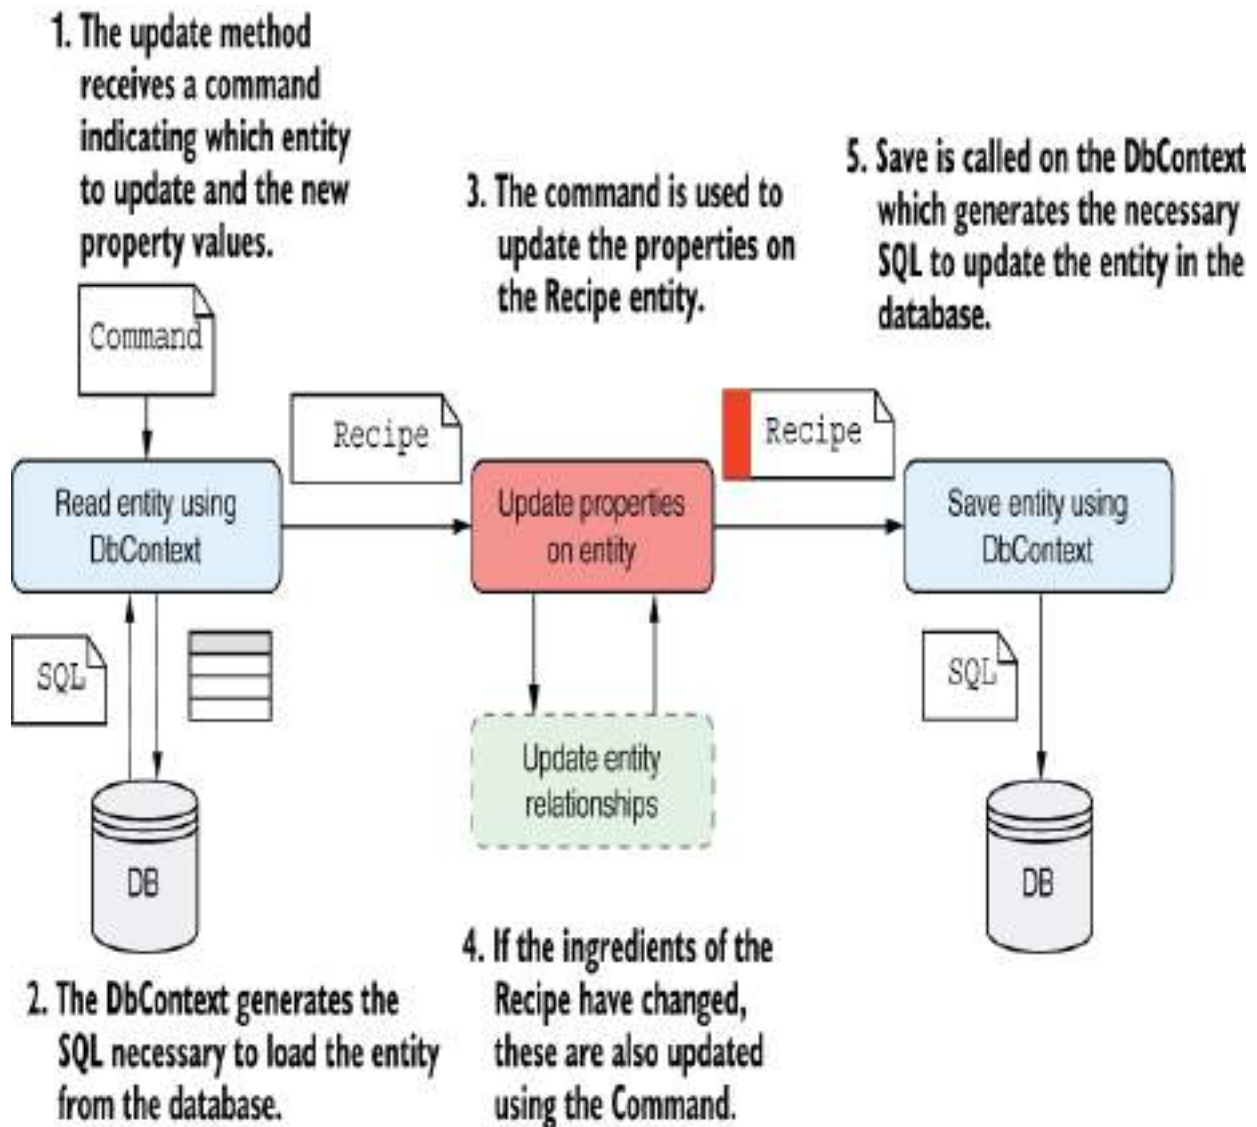 1. The update method
receives a command
indicating which entity
to update and the new
property values.
3. The command is used to
update the properties on
the Recipe entity.
5. Save is called on the DbContext
which generates the necessary
SQL to update the entity in the
database.
Command
Recipe
Recipe
Read entity using
DbContext
Update properties
on entity
Save entity using
DbContext
SQL
SQL
Update entity
relationships
DB
DB
2. The DbContext generates the
SQL necessary to load the entity
from the database.
4. If the ingredients of the
Recipe have changed,
these are also updated
using the Command.